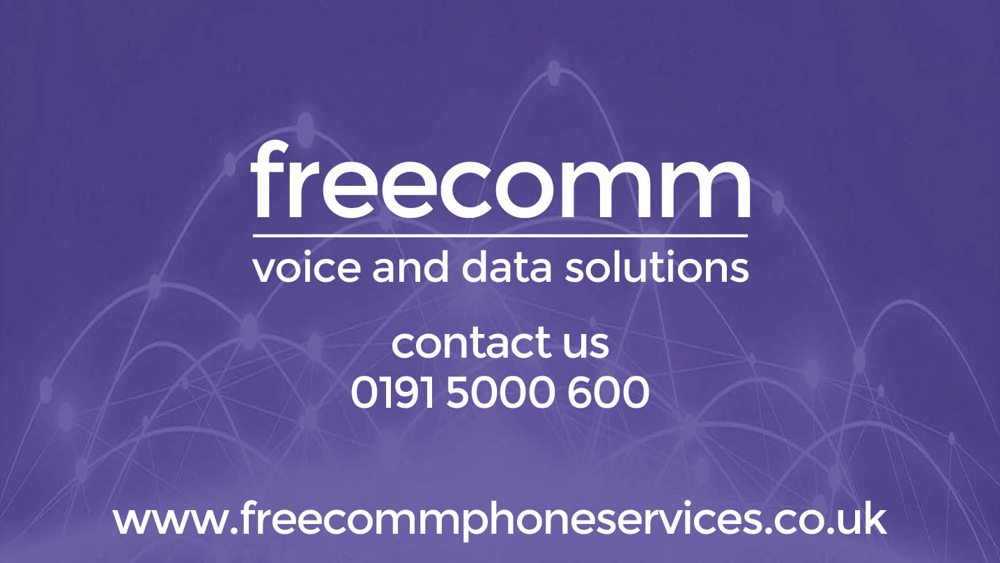 freecomm
voice and data solutions
contact us
0191 5000 600
www.freecommphoneservices.co.uk